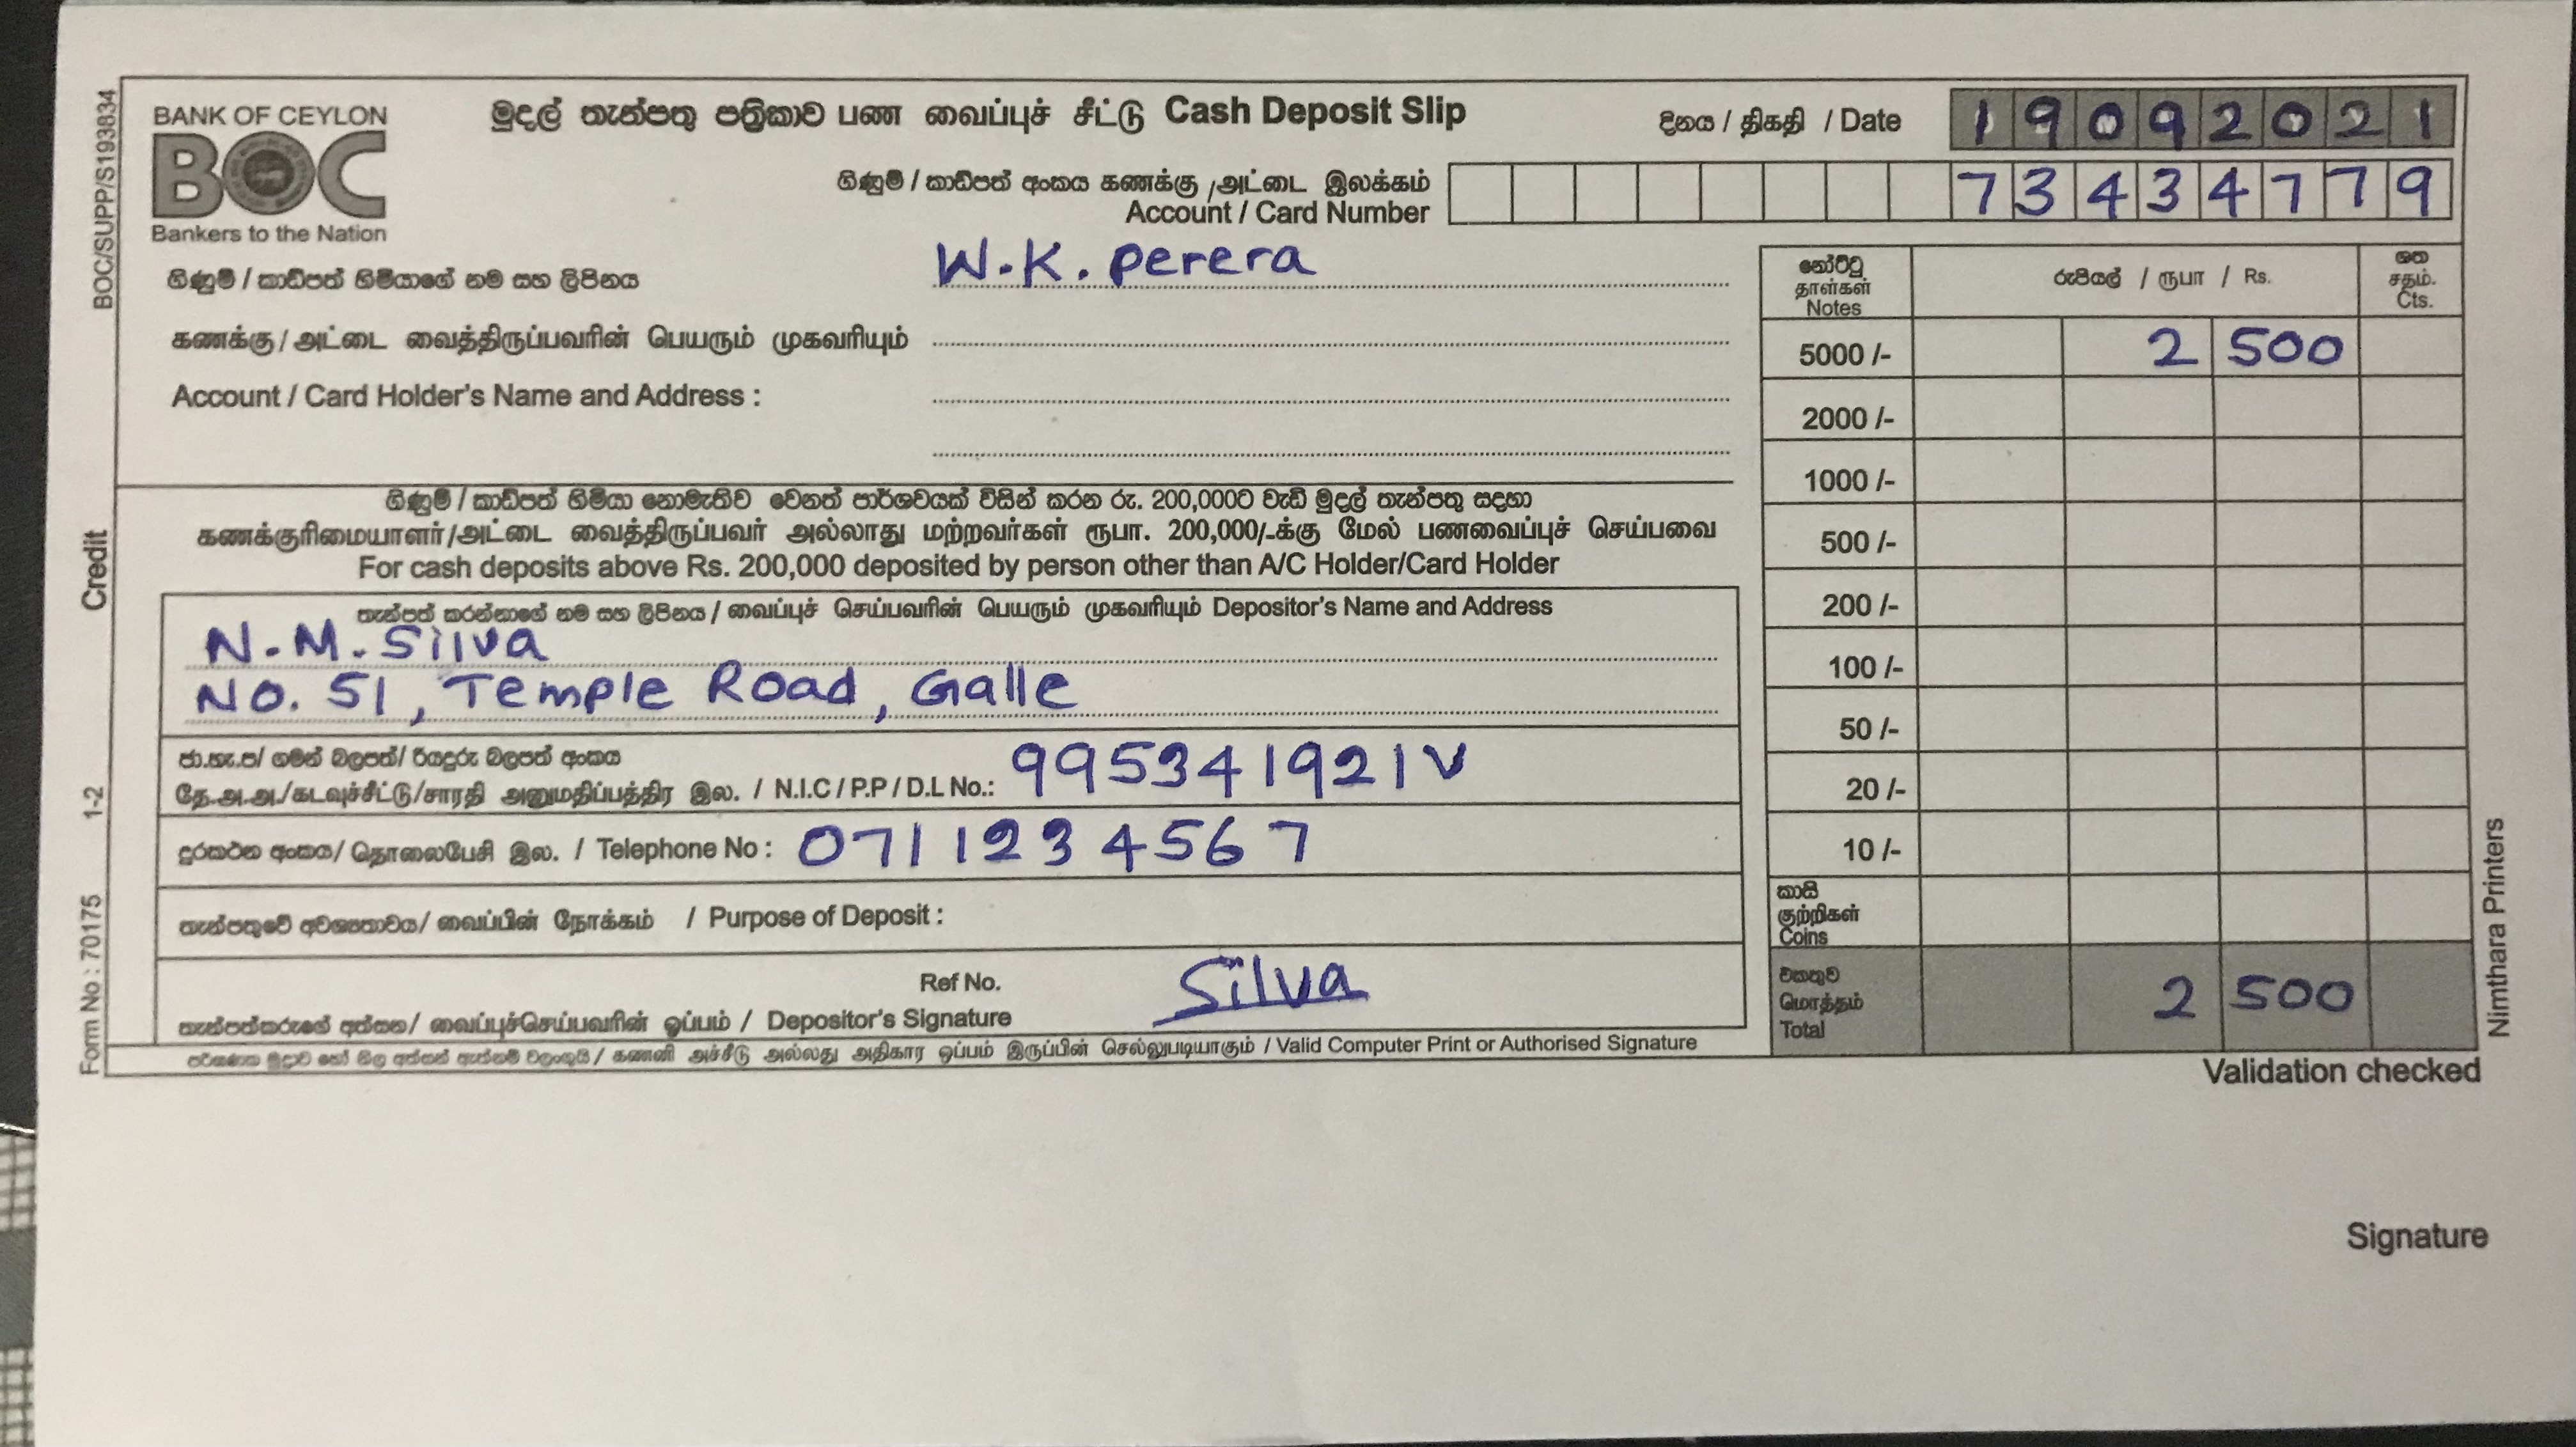 BOC/SUPP/S193834
BANK OF CEYLON
BOC
Bankers to the Nation
මුදල් තැන්පතු පත්‍රිකාව பண வைப்புச் சீட்டு Cash Deposit Slip
දිනය / திகதி / Date 1 9 0 9 2 0 2 1
ගිණුම් / කාඩ්පත් අංකය கணக்கு / அட்டை இலக்கம்
Account / Card Number 7 3 4 3 4 7 7 9
ගිණුම් / කාඩ්පත් හිමියාගේ නම සහ ලිපිනය W.K. Perera
கணக்கு / அட்டை வைத்திருப்பவரின் பெயரும் முகவரியும்
Account / Card Holder's Name and Address :
ගිණුම් / කාඩ්පත් හිමියා නොමැතිව වෙනත් පාර්ශවයක් විසින් කරන රු. 200,000ට වැඩි මුදල් තැන්පතු සඳහා
கணக்குரிமையாளர்/அட்டை வைத்திருப்பவர் அல்லாது மற்றவர்கள் ரூபா. 200,000/-க்கு மேல் பணவைப்புச் செய்பவை
For cash deposits above Rs. 200,000 deposited by person other than A/C Holder/Card Holder
තැන්පත් කරන්නාගේ නම සහ ලිපිනය / வைப்புச் செய்பவரின் பெயரும் முகவரியும் Depositor's Name and Address
N.M. Silva
No. 51, Temple Road, Galle
ජා.හැ.ප/ ගමන් බලපත්/ රියදුරු බලපත් අංකය
தே.அ.அ./கடவுச்சீட்டு/சாரதி அனுமதிப்பத்திர இல. / N.I.C / P.P / D.L No.: 995341921V
දුරකථන අංකය/ தொலைபேசி இல. / Telephone No : 0711234567
තැන්පතුවේ අවශ්‍යතාවය/ வைப்பின் நோக்கம் / Purpose of Deposit :
Ref No.
තැන්පත්කරුගේ අත්සන/ வைப்புச்செய்பவரின் ஒப்பம் / Depositor's Signature Silva
கணனி அச்சீடு அல்லது அதிகார ஒப்பம் இருப்பின் செல்லுபடியாகும் / Valid Computer Print or Authorised Signature
නෝට්ටු
தாள்கள்
Notes
රුපියල් / ரூபா / Rs.
ශත
சதம்.
Cts.
5000 /- 2 500
2000 /-
1000 /-
500 /-
200 /-
100 /-
50 /-
20 /-
10 /-
කාසි
குற்றிகள்
Coins
එකතුව
மொத்தம்
Total 2 500
Validation checked
Signature
Credit
1-2
Form No : 70175
Nimthara Printers